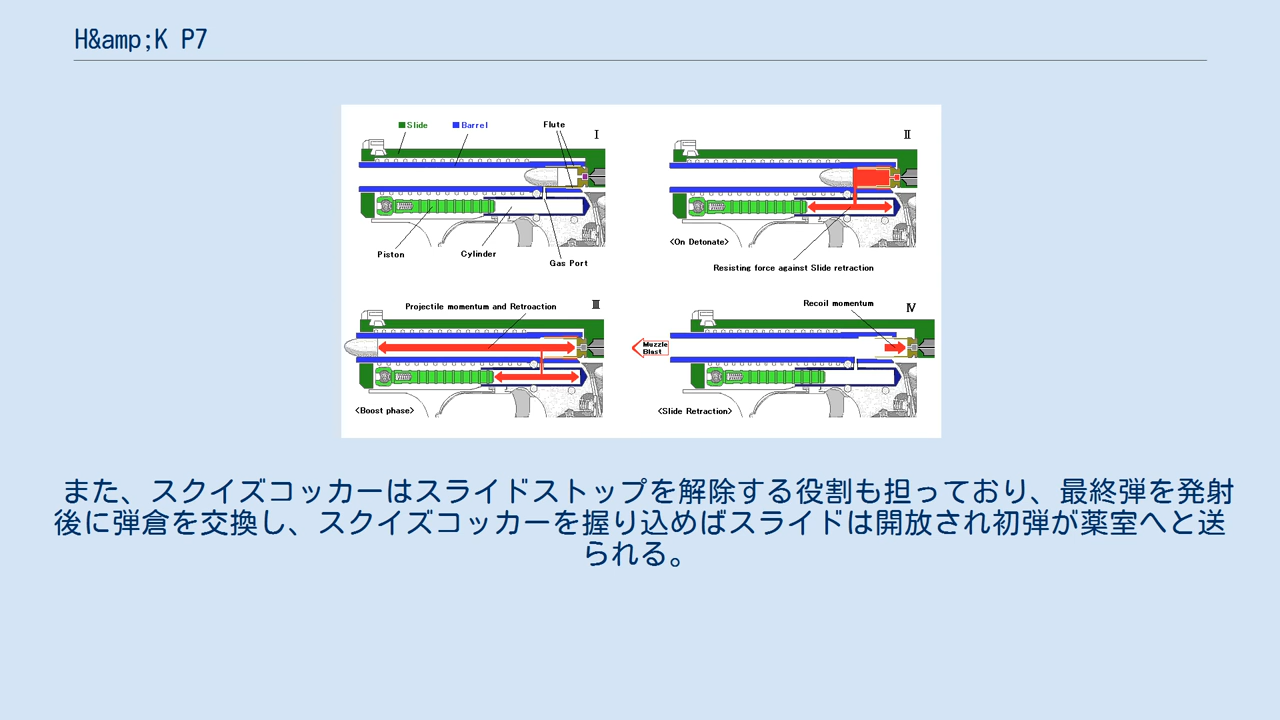 H&amp;K P7
Slide
Barrel
Flute
Ⅰ
Piston
Cylinder
Gas Port
Ⅱ
<On Detonate>
Resisting force against Slide retraction
Projectile momentum and Retroaction
Ⅲ
<Boost phase>
Recoil momentum
Ⅳ
Muzzle
Blast
<Slide Retraction>
また、スクイズコッカーはスライドストップを解除する役割も担っており、最終弾を発射
後に弾倉を交換し、スクイズコッカーを握り込めばスライドは開放され初弾が薬室へと送
られる。